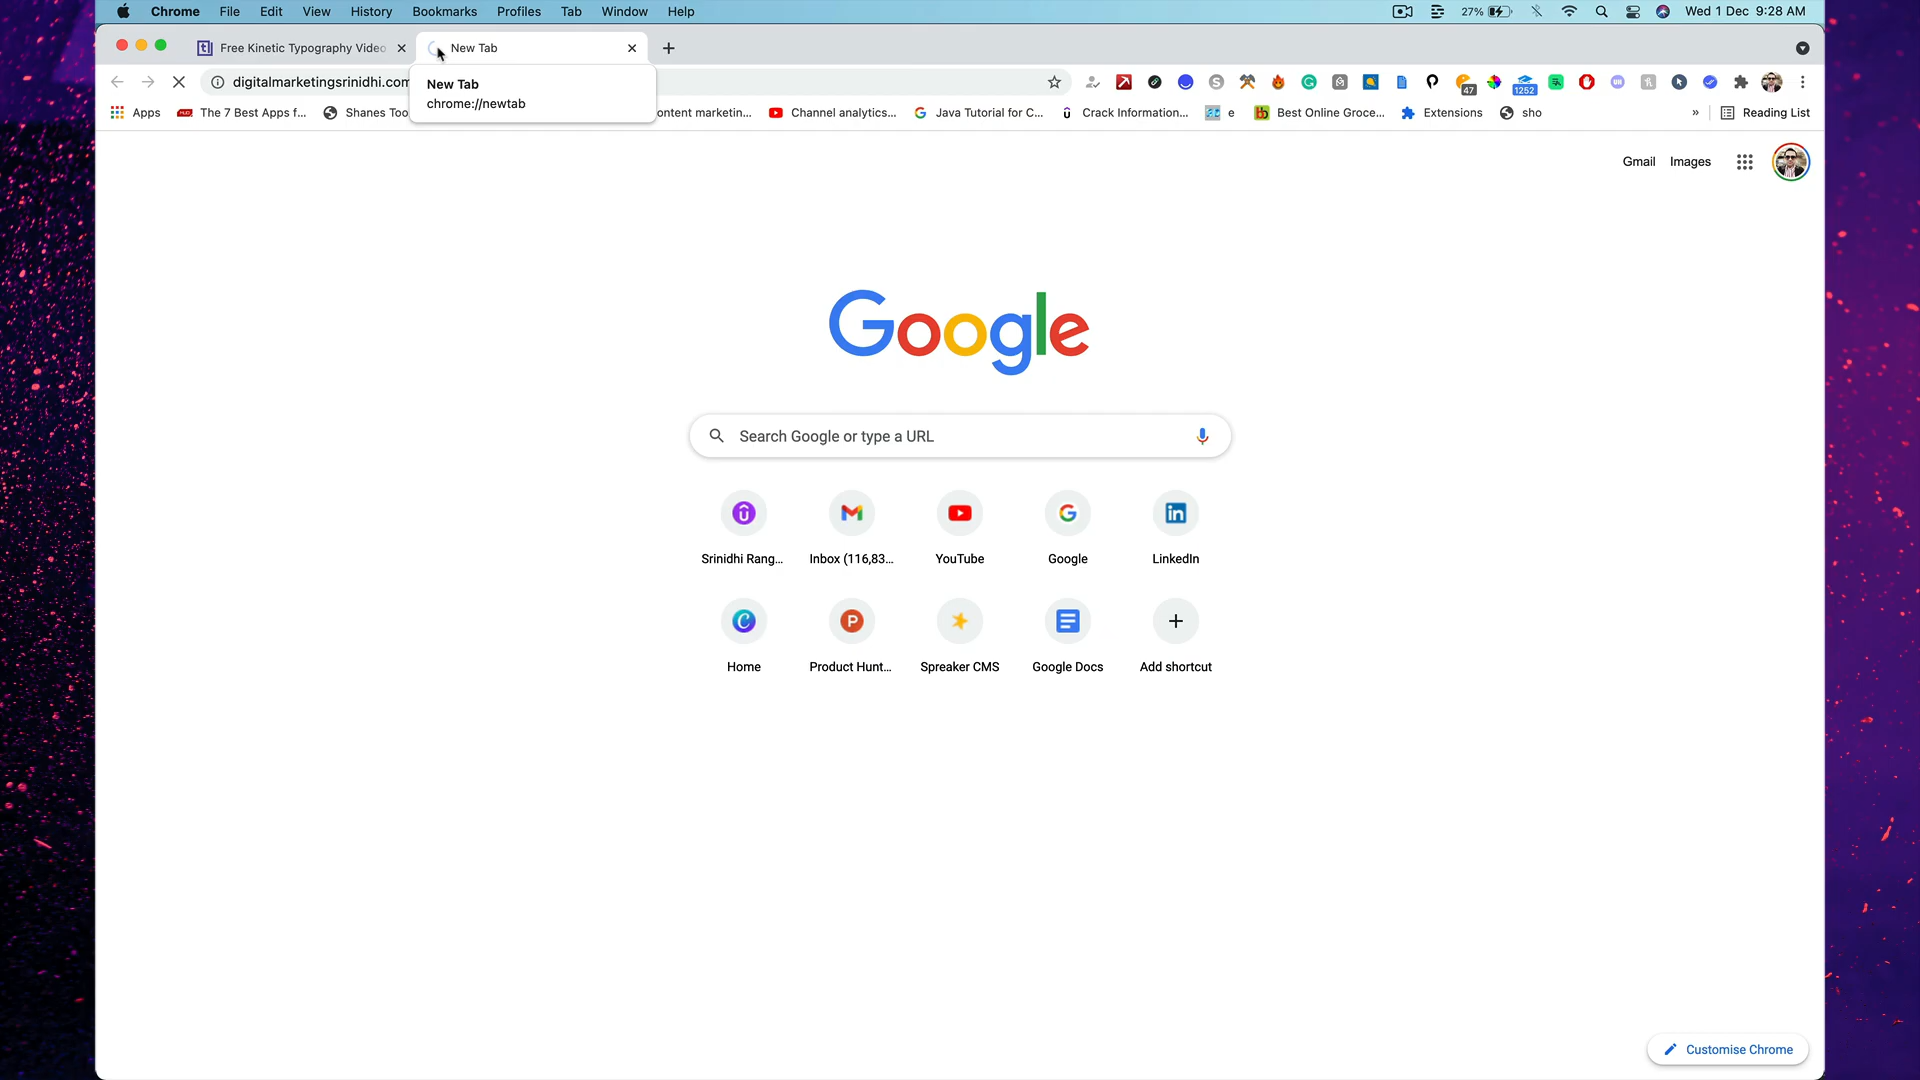 Chrome File Edit View History Bookmarks Profiles Tab Window Help 27% Wed 1 Dec 9:28 AM
Free Kinetic Typography Video New Tab
digitalmarketingsrinidhi.com 47 1252
New Tab
chrome://newtab
Apps The 7 Best Apps f... Shanes Too ontent marketin... Channel analytics... Java Tutorial for C... Crack Information... e Best Online Groce... Extensions sho » Reading List
Gmail Images
Google
Search Google or type a URL
Srinidhi Rang... Inbox (116,83... YouTube Google LinkedIn
Home Product Hunt... Spreaker CMS Google Docs Add shortcut
Customise Chrome